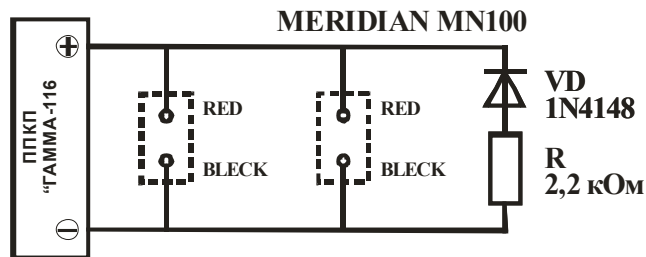 MERIDIAN MN100
+
ППКП
"ГАММА-116
−
RED
BLECK
RED
BLECK
VD
1N4148
R
2,2 кОм